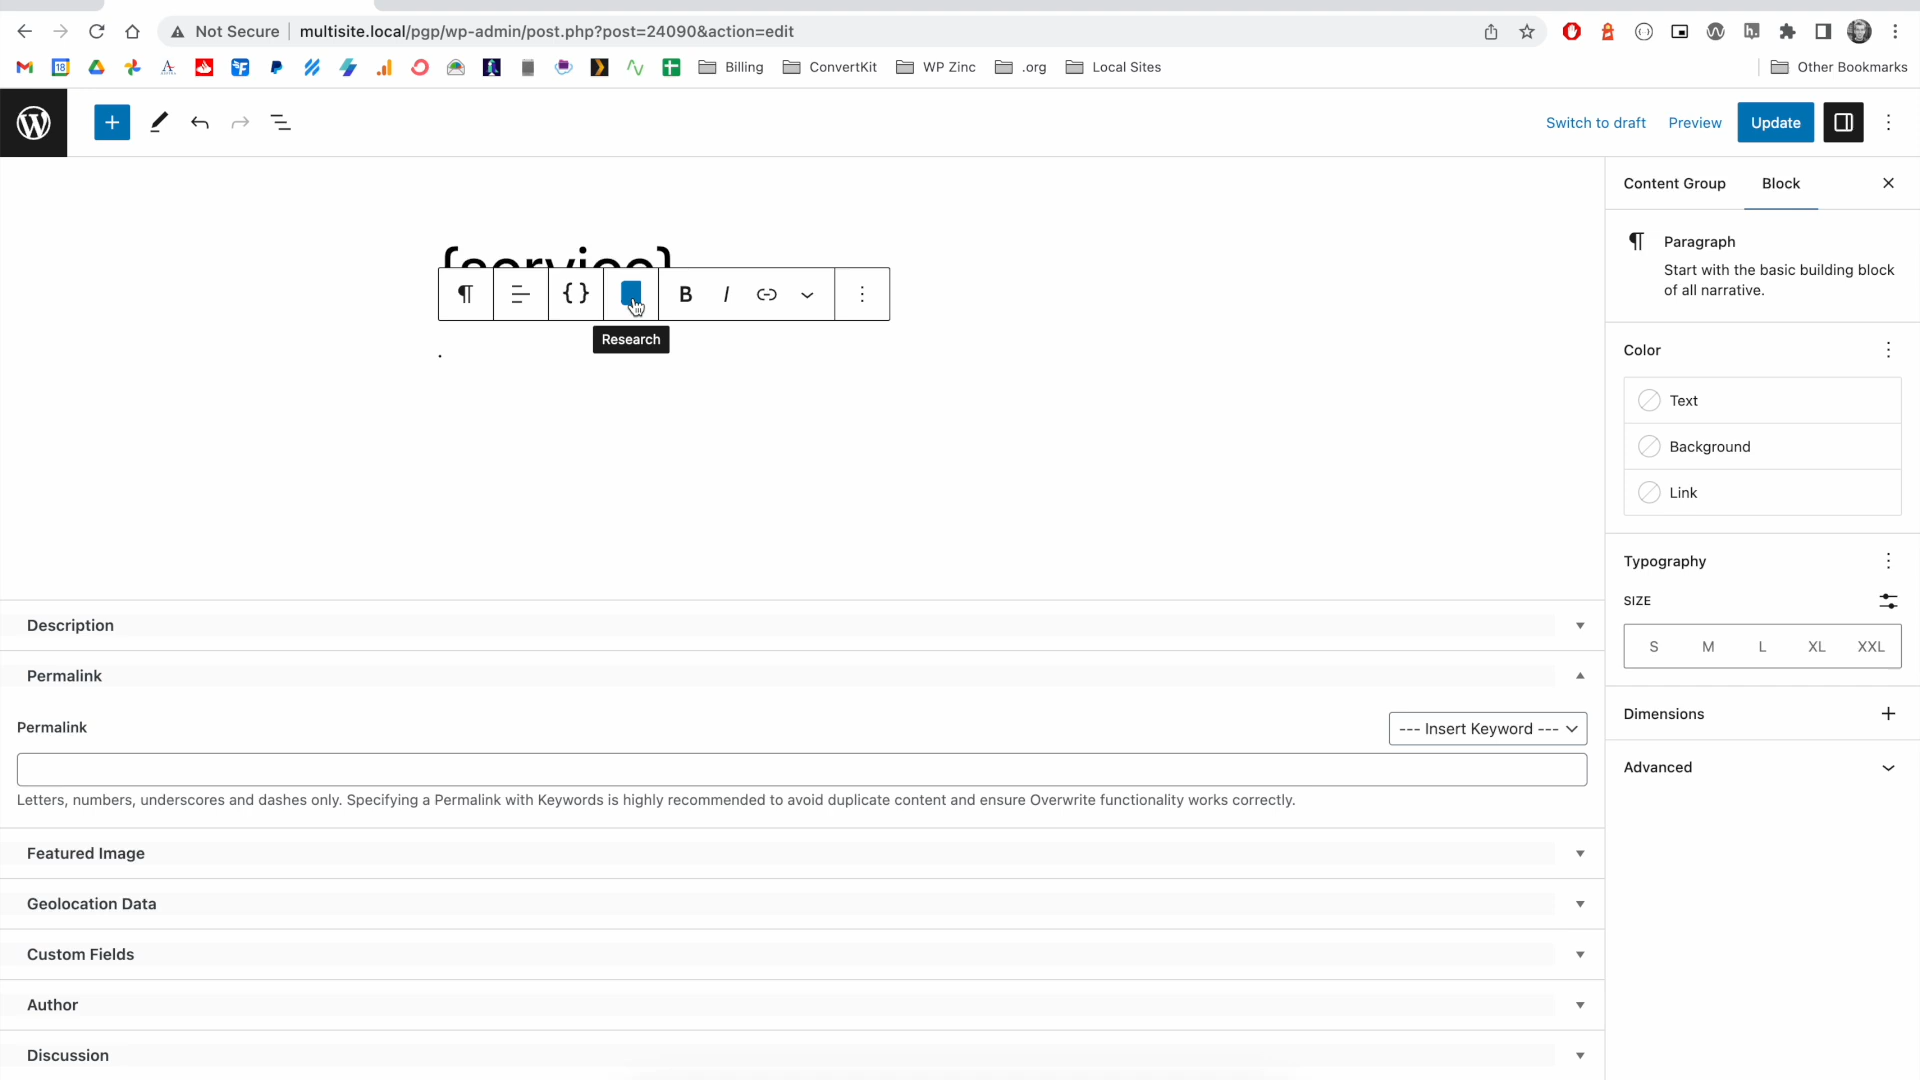 Not Secure multisite.local/pgp/wp-admin/post.php?post=24090&action=edit
18 Billing ConvertKit WP Zinc .org Local Sites Other Bookmarks
Switch to draft Preview Update
Content Group Block
{service}
Paragraph
Start with the basic building block
of all narrative.
{ } B I
Research
.
Color
Text
Background
Link
Typography
SIZE
S M L XL XXL
Description
Permalink
Permalink --- Insert Keyword ---
Letters, numbers, underscores and dashes only. Specifying a Permalink with Keywords is highly recommended to avoid duplicate content and ensure Overwrite functionality works correctly.
Dimensions
Advanced
Featured Image
Geolocation Data
Custom Fields
Author
Discussion